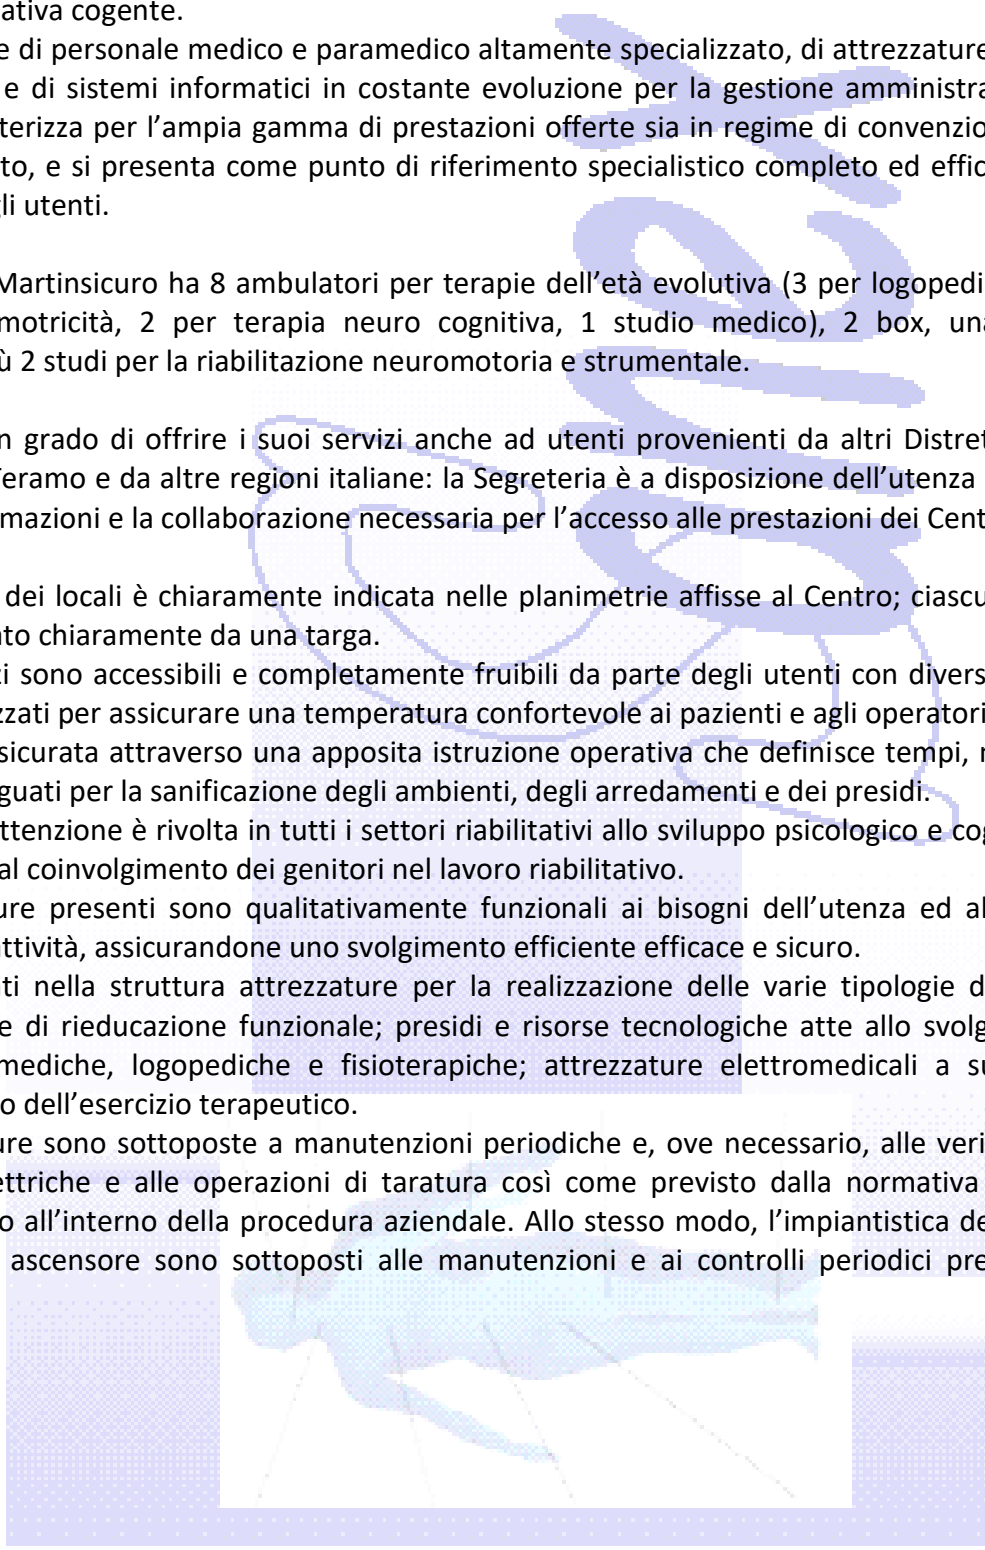 ativa cogente.
e di personale medico e paramedico altamente specializzato, di attrezzature
e di sistemi informatici in costante evoluzione per la gestione amministra
terizza per l’ampia gamma di prestazioni offerte sia in regime di convenzio
to, e si presenta come punto di riferimento specialistico completo ed effic
gli utenti.
Martinsicuro ha 8 ambulatori per terapie dell’età evolutiva (3 per logopedi
motricità, 2 per terapia neuro cognitiva, 1 studio medico), 2 box, una
ù 2 studi per la riabilitazione neuromotoria e strumentale.
n grado di offrire i suoi servizi anche ad utenti provenienti da altri Distret
Teramo e da altre regioni italiane: la Segreteria è a disposizione dell’utenza
rmazioni e la collaborazione necessaria per l’accesso alle prestazioni dei Cent
dei locali è chiaramente indicata nelle planimetrie affisse al Centro; ciascu
ato chiaramente da una targa.
zi sono accessibili e completamente fruibili da parte degli utenti con divers
zzati per assicurare una temperatura confortevole ai pazienti e agli operatori
ssicurata attraverso una apposita istruzione operativa che definisce tempi, m
guati per la sanificazione degli ambienti, degli arredamenti e dei presidi.
ttenzione è rivolta in tutti i settori riabilitativi allo sviluppo psicologico e cog
al coinvolgimento dei genitori nel lavoro riabilitativo.
ure presenti sono qualitativamente funzionali ai bisogni dell’utenza ed al
attività, assicurandone uno svolgimento efficiente efficace e sicuro.
ti nella struttura attrezzature per la realizzazione delle varie tipologie d
e di rieducazione funzionale; presidi e risorse tecnologiche atte allo svolg
mediche, logopediche e fisioterapiche; attrezzature elettromedicali a su
o dell’esercizio terapeutico.
ure sono sottoposte a manutenzioni periodiche e, ove necessario, alle veri
ettriche e alle operazioni di taratura così come previsto dalla normativa
o all’interno della procedura aziendale. Allo stesso modo, l’impiantistica de
ascensore sono sottoposti alle manutenzioni e ai controlli periodici pre